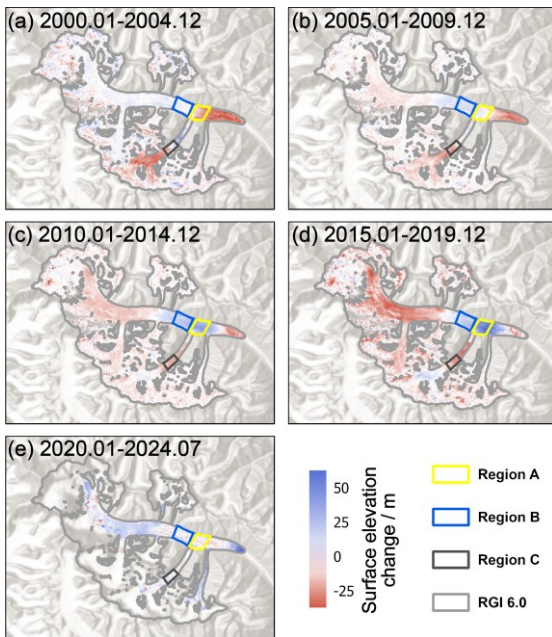 (a) 2000.01-2004.12
(b) 2005.01-2009.12
(c) 2010.01-2014.12
(d) 2015.01-2019.12
(e) 2020.01-2024.07
50
25
0
-25
Surface elevation
change / m
Region A
Region B
Region C
RGI 6.0